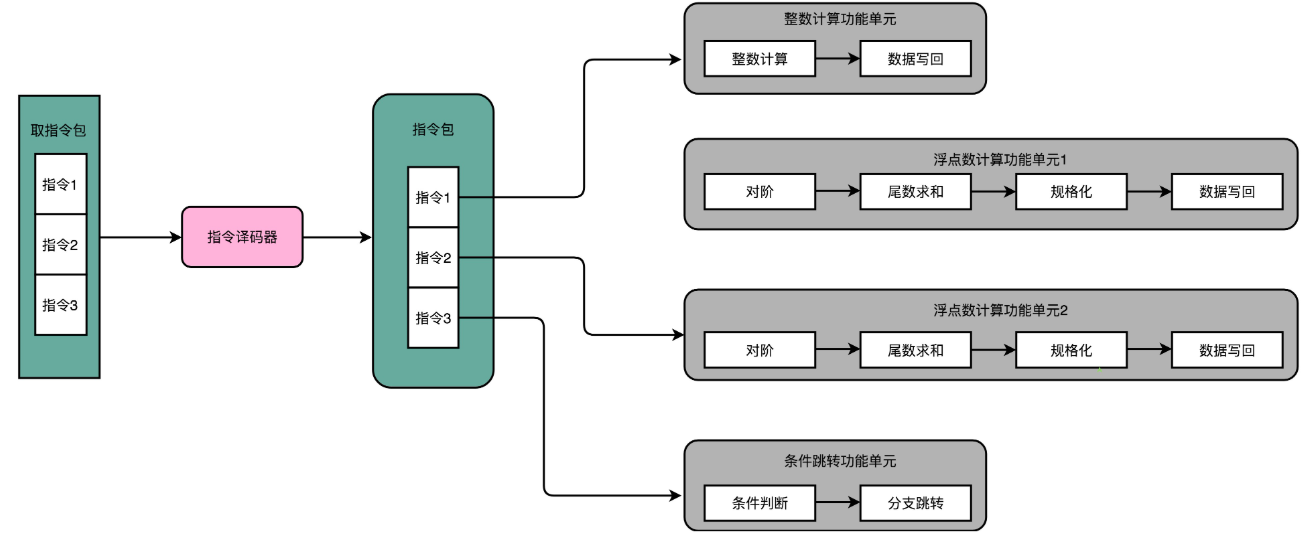 取指令包
指令1
指令2
指令3
指令译码器
指令包
指令1
指令2
指令3
整数计算功能单元
整数计算
数据写回
浮点数计算功能单元1
对阶
尾数求和
规格化
数据写回
浮点数计算功能单元2
对阶
尾数求和
规格化
数据写回
条件跳转功能单元
条件判断
分支跳转